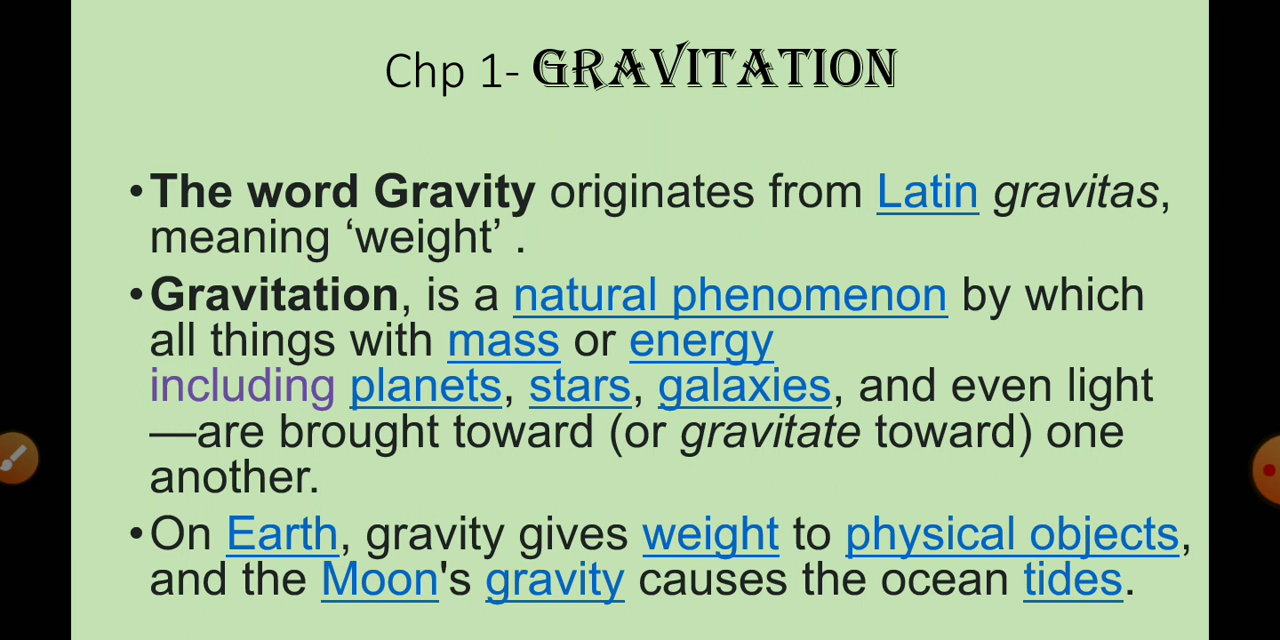 Chp 1- GRAVITATION
•The word Gravity originates from Latin gravitas,
meaning ‘weight’ .
•Gravitation, is a natural phenomenon by which
all things with mass or energy
including planets, stars, galaxies, and even light
—are brought toward (or gravitate toward) one
another.
•On Earth, gravity gives weight to physical objects,
and the Moon's gravity causes the ocean tides.